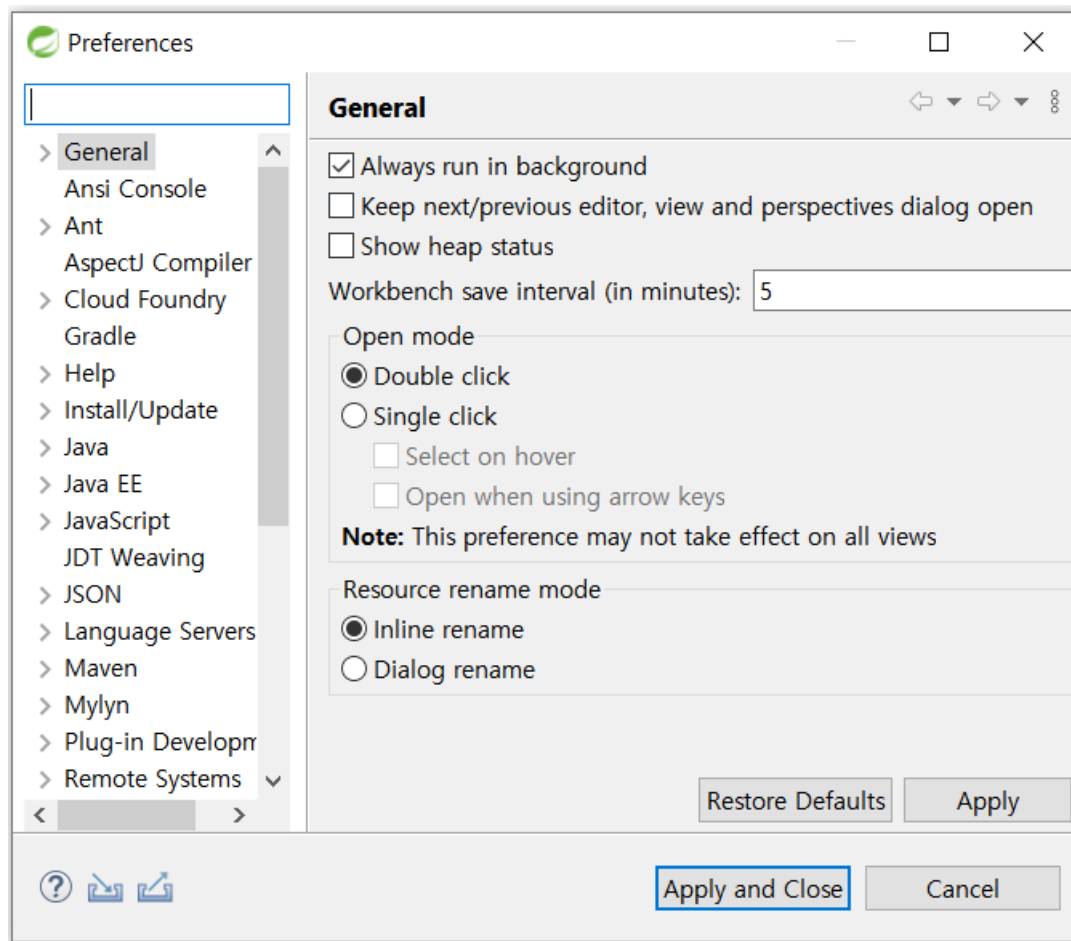 Preferences
General
Ansi Console
Ant
AspectJ Compiler
Cloud Foundry
Gradle
Help
Install/Update
Java
Java EE
JavaScript
JDT Weaving
JSON
Language Servers
Maven
Mylyn
Plug-in Developm
Remote Systems
General
Always run in background
Keep next/previous editor, view and perspectives dialog open
Show heap status
Workbench save interval (in minutes): 5
Open mode
Double click
Single click
Select on hover
Open when using arrow keys
Note: This preference may not take effect on all views
Resource rename mode
Inline rename
Dialog rename
Restore Defaults Apply
Apply and Close Cancel